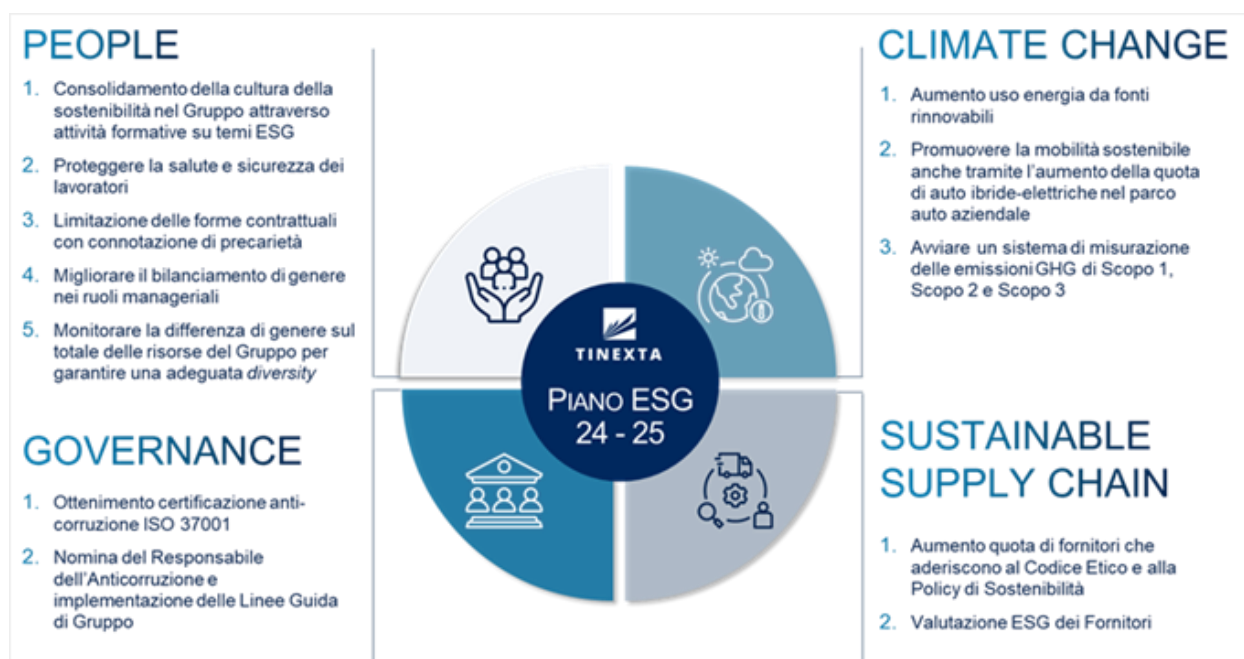 PEOPLE
1. Consolidamento della cultura della
sostenibilità nel Gruppo attraverso
attività formative su temi ESG
2. Proteggere la salute e sicurezza dei
lavoratori
3. Limitazione delle forme contrattuali
con connotazione di precarietà
4. Migliorare il bilanciamento di genere
nei ruoli manageriali
5. Monitorare la differenza di genere sul
totale delle risorse del Gruppo per
garantire una adeguata diversity
GOVERNANCE
1. Ottenimento certificazione anti-
corruzione ISO 37001
2. Nomina del Responsabile
dell'Anticorruzione e
implementazione delle Linee Guida
di Gruppo
TINEXTA
PIANO ESG
24 - 25
CLIMATE CHANGE
1. Aumento uso energia da fonti
rinnovabili
2. Promuovere la mobilità sostenibile
anche tramite l'aumento della quota
di auto ibride-elettriche nel parco
auto aziendale
3. Avviare un sistema di misurazione
delle emissioni GHG di Scopo 1,
Scopo 2 e Scopo 3
SUSTAINABLE
SUPPLY CHAIN
1. Aumento quota di fornitori che
aderiscono al Codice Etico e alla
Policy di Sostenibilità
2. Valutazione ESG dei Fornitori